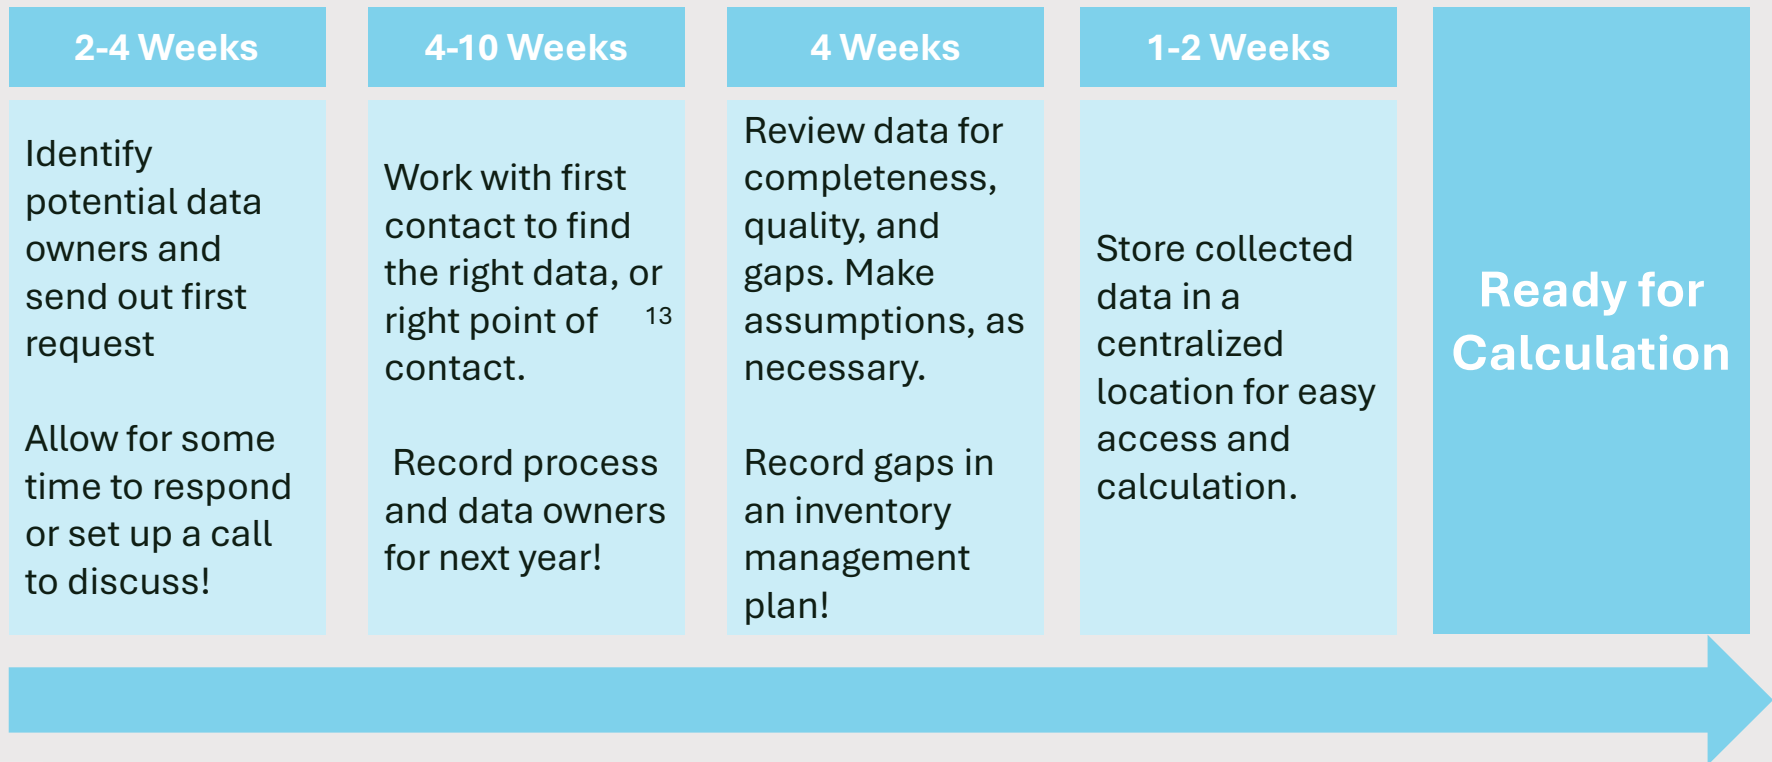 2-4 Weeks
Identify
potential data
owners and
send out first
request
Allow for some
time to respond
or set up a call
to discuss!
4-10 Weeks
Work with first
contact to find
the right data, or
right point of
contact.
13
Record process
and data owners
for next year!
4 Weeks
Review data for
completeness,
quality, and
gaps. Make
assumptions, as
necessary.
Record gaps in
an inventory
management
plan!
1-2 Weeks
Store collected
data in a
centralized
location for easy
access and
calculation.
Ready for
Calculation